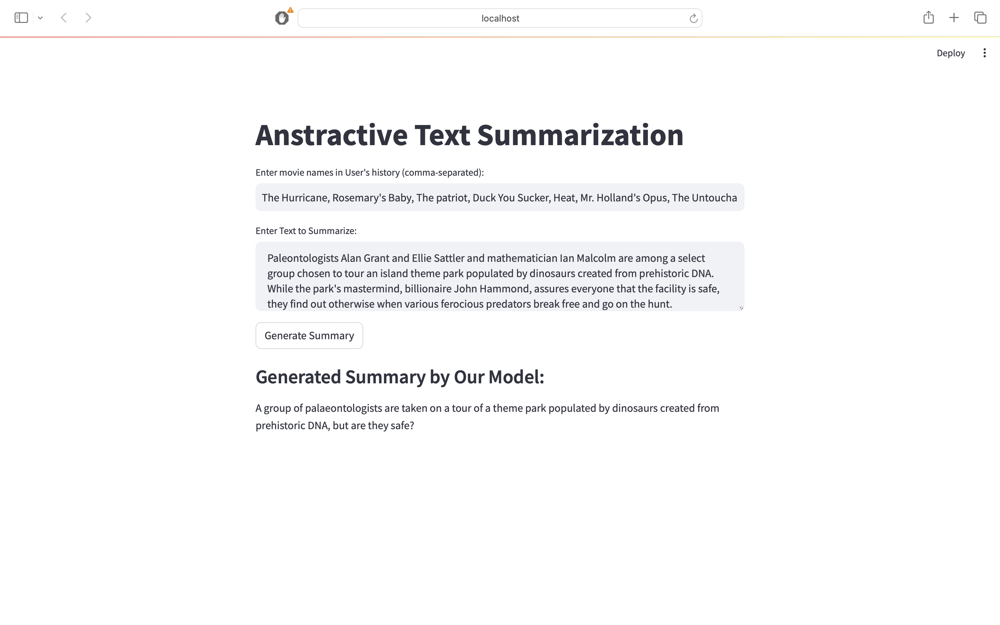 localhost
Deploy
Anstractive Text Summarization
Enter movie names in User's history (comma-separated):
The Hurricane, Rosemary's Baby, The patriot, Duck You Sucker, Heat, Mr. Holland's Opus, The Untoucha
Enter Text to Summarize:
Paleontologists Alan Grant and Ellie Sattler and mathematician Ian Malcolm are among a select
group chosen to tour an island theme park populated by dinosaurs created from prehistoric DNA.
While the park's mastermind, billionaire John Hammond, assures everyone that the facility is safe,
they find out otherwise when various ferocious predators break free and go on the hunt.
Generate Summary
Generated Summary by Our Model:
A group of palaeontologists are taken on a tour of a theme park populated by dinosaurs created from
prehistoric DNA, but are they safe?